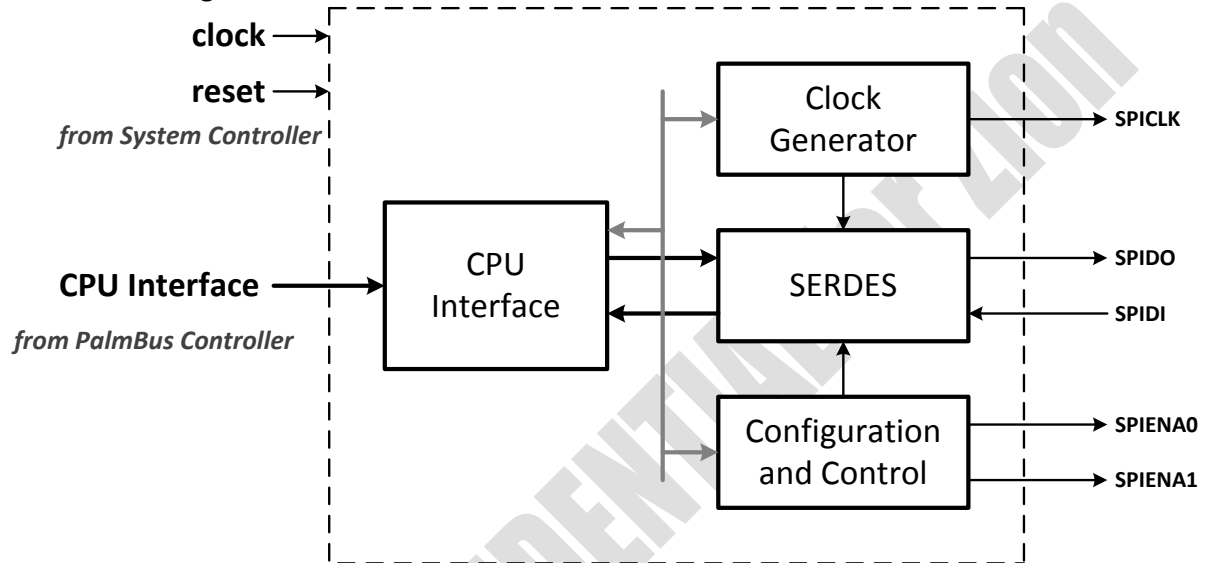 clock
reset
from System Controller
CPU Interface
from PalmBus Controller
CPU
Interface
Clock
Generator
SERDES
Configuration
and Control
SPICLK
SPIDO
SPIDI
SPIENA0
SPIENA1